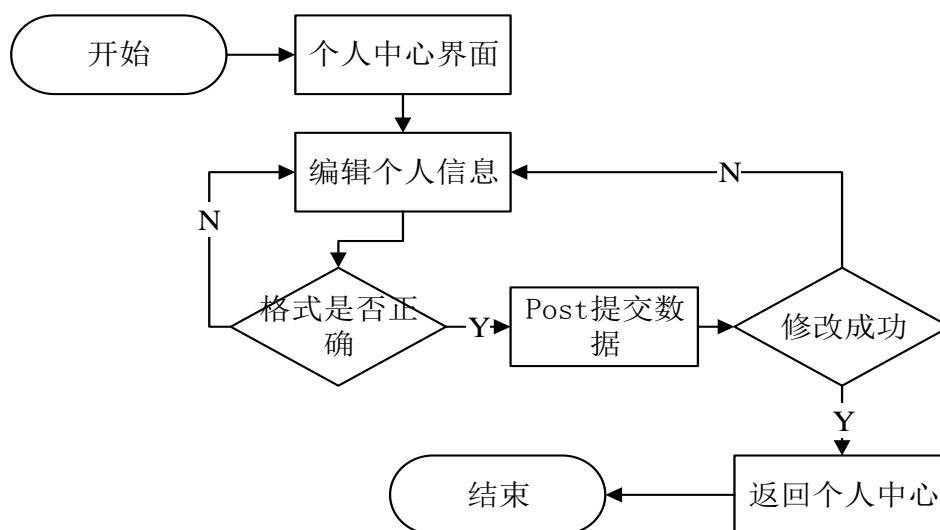 开始
个人中心界面
编辑个人信息
N
N
格式是否正
确
Y
Post提交数
据
修改成功
Y
结束
返回个人中心